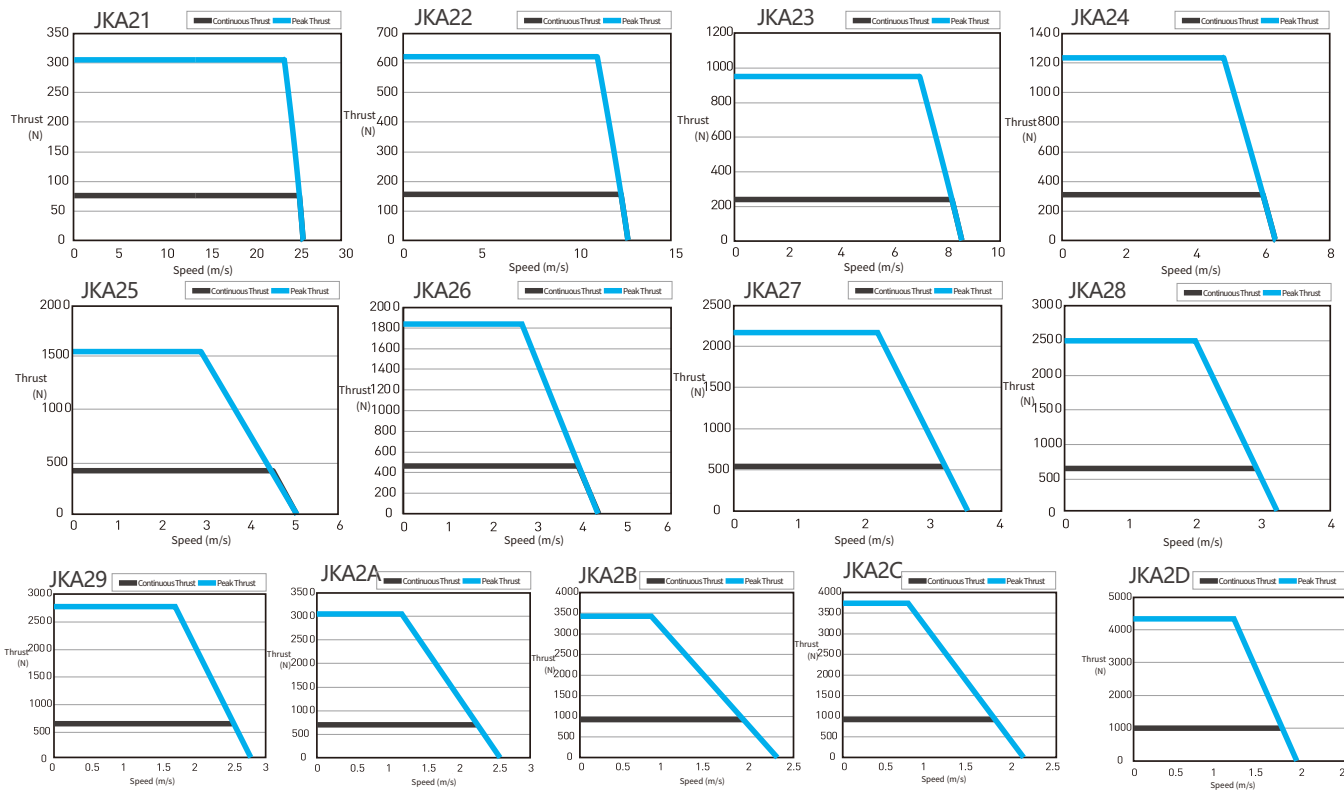 JKA21
Continuous Thrust Peak Thrust
350
300
250
Thrust
(N) 200
150
100
50
0
0 5 10 15 20 25 30
Speed (m/s)
JKA22
Continuous Thrust Peak Thrust
700
600
500
Thrust
(N) 400
300
200
100
0
0 5 10 15
Speed (m/s)
JKA23
Continuous Thrust Peak Thrust
1200
1000
800
Thrust
(N) 600
400
200
0
0 2 4 6 8 10
Speed (m/s)
JKA24
Continuous Thrust Peak Thrust
1400
1200
1000
Thrust 800
(N)
600
400
200
0
0 2 4 6 8
Speed (m/s)
JKA25
Continuous Thrust Peak Thrust
2000
1500
Thrust
(N)
1000
500
0
0 1 2 3 4 5 6
Speed (m/s)
JKA26
Continuous Thrust Peak Thrust
2000
1800
1600
1400
Thrust 1200
(N) 1000
800
600
400
200
0
0 1 2 3 4 5 6
Speed (m/s)
JKA27
Continuous Thrust Peak Thrust
2500
2000
Thrust
(N) 1500
1000
500
0
0 1 2 3 4
Speed (m/s)
JKA28
Continuous Thrust Peak Thrust
3000
2500
2000
Thrust
(N)
1500
1000
500
0
0 1 2 3 4
Speed (m/s)
JKA29
Continuous Thrust Peak Thrust
3000
2500
2000
Thrust
(N)
1500
1000
500
0
0 0.5 1 1.5 2 2.5 3
Speed (m/s)
JKA2A
Continuous Thrust Peak Thrust
3500
3000
2500
Thrust
(N) 2000
1500
1000
500
0
0 0.5 1 1.5 2 2.5 3
Speed (m/s)
JKA2B
Continuous Thrust Peak Thrust
4000
3500
3000
2500
Thrust
(N) 2000
1500
1000
500
0
0 0.5 1 1.5 2 2.5
Speed (m/s)
JKA2C
Continuous Thrust Peak Thrust
4000
3500
3000
Thrust 2500
(N)
2000
1500
1000
500
0
0 0.5 1 1.5 2 2.5
Speed (m/s)
JKA2D
Continuous Thrust Peak Thrust
5000
4000
Thrust
(N) 3000
2000
1000
0
0 0.5 1 1.5 2
Speed (m/s)